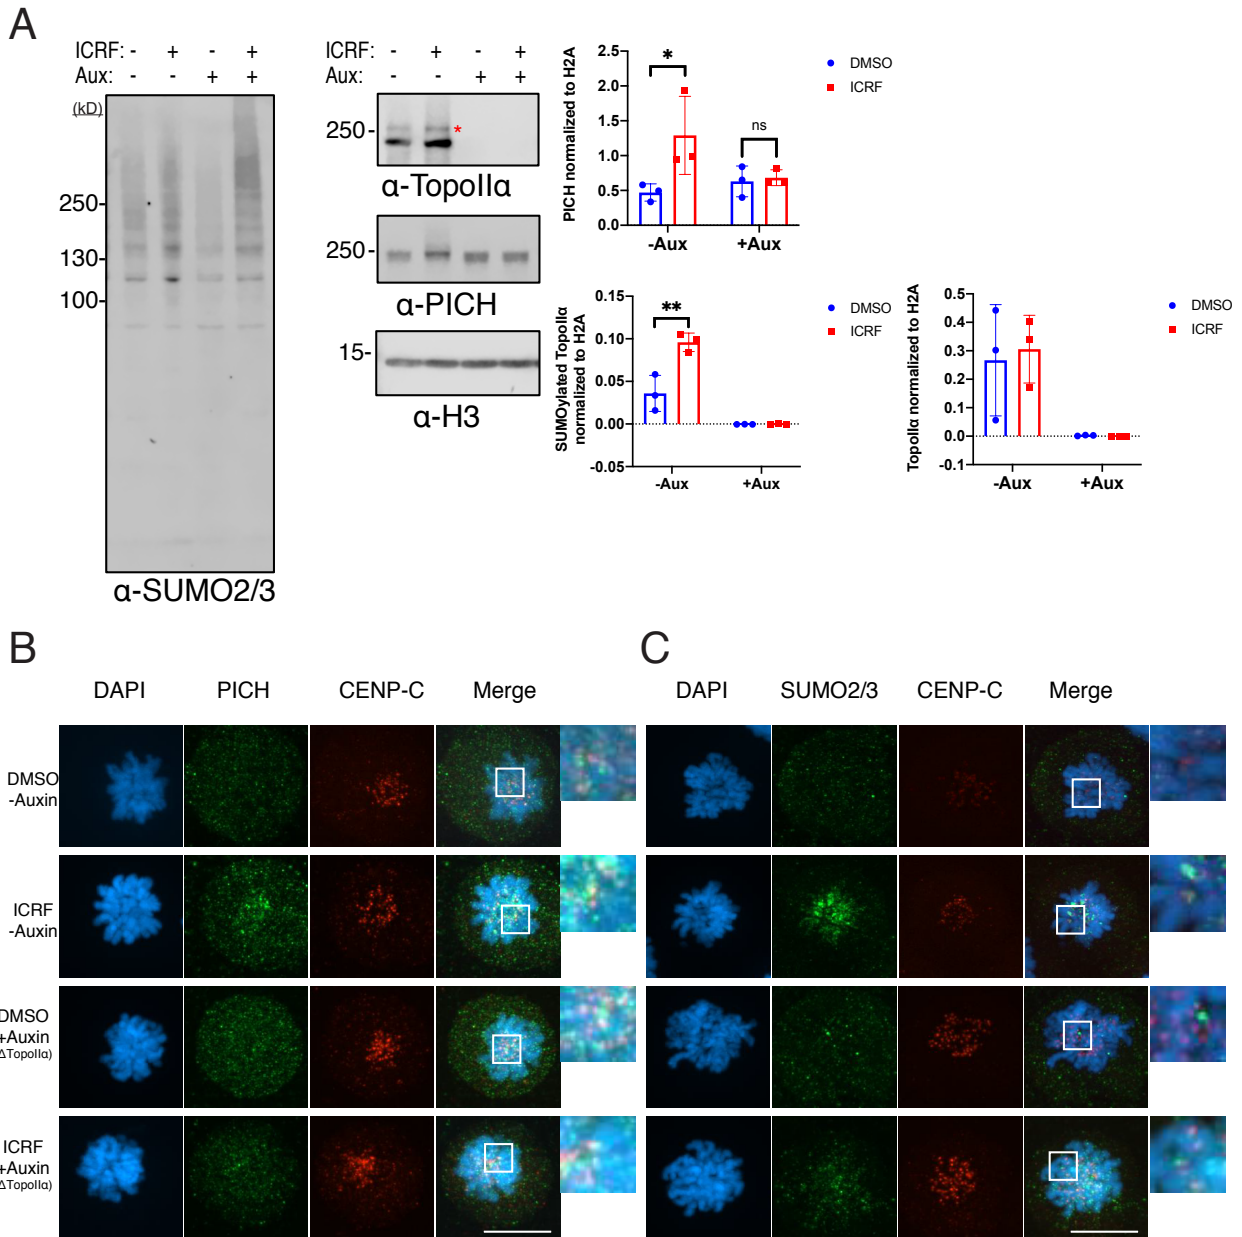 A
ICRF: - + - +
Aux: - - + +
(kD)
250-
130-
100-
α-SUMO2/3
ICRF: - + - +
Aux: - - + +
250-
*
α-TopoIIα
250-
α-PICH
15-
α-H3
PICH normalized to H2A
2.5
2.0
1.5
1.0
0.5
0.0
*
ns
-Aux +Aux
DMSO
ICRF
SUMOylated TopoIIα
normalized to H2A
0.15
0.10
0.05
0.00
-0.05
**
-Aux +Aux
DMSO
ICRF
TopoIIα normalized to H2A
0.5
0.4
0.3
0.2
0.1
0.0
-0.1
-Aux +Aux
DMSO
ICRF
B
DAPI PICH CENP-C Merge
DMSO
-Auxin
ICRF
-Auxin
DMSO
+Auxin
ΔTopoIIα)
ICRF
+Auxin
ΔTopoIIα)
C
DAPI SUMO2/3 CENP-C Merge